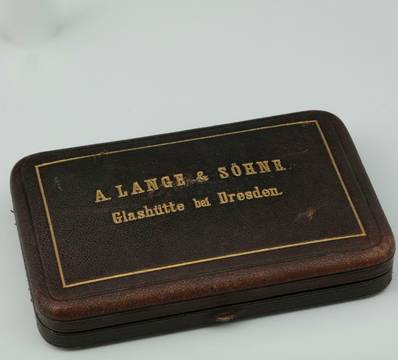 A. LANGE & SÖHNE
Glashütte bei Dresden.